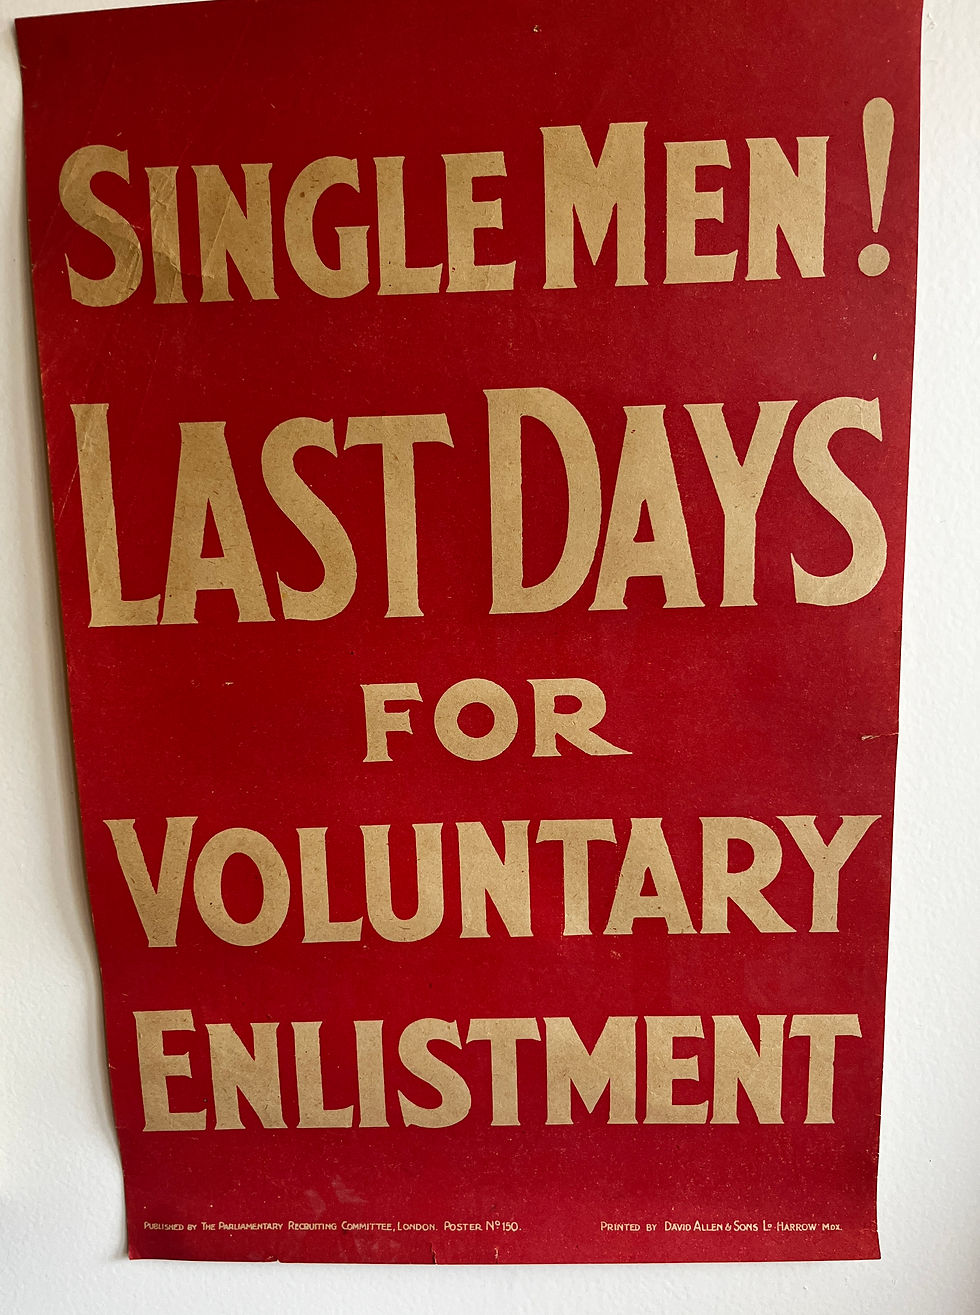 SINGLE MEN!
LAST DAYS
FOR
VOLUNTARY
ENLISTMENT
PUBLISHED BY THE PARLIAMENTARY RECRUITING COMMITTEE, LONDON. POSTER Nº 150. PRINTED BY DAVID ALLEN & SONS Lᴅ HARROW MDX.